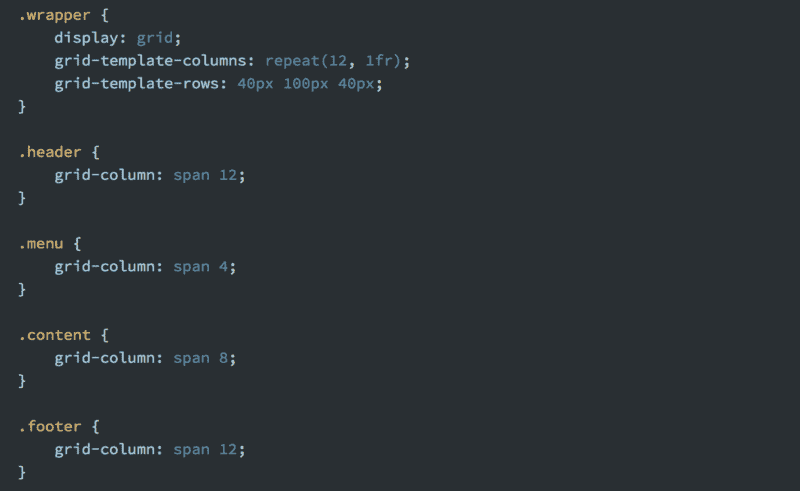 .wrapper {
    display: grid;
    grid-template-columns: repeat(12, 1fr);
    grid-template-rows: 40px 100px 40px;
}

.header {
    grid-column: span 12;
}

.menu {
    grid-column: span 4;
}

.content {
    grid-column: span 8;
}

.footer {
    grid-column: span 12;
}